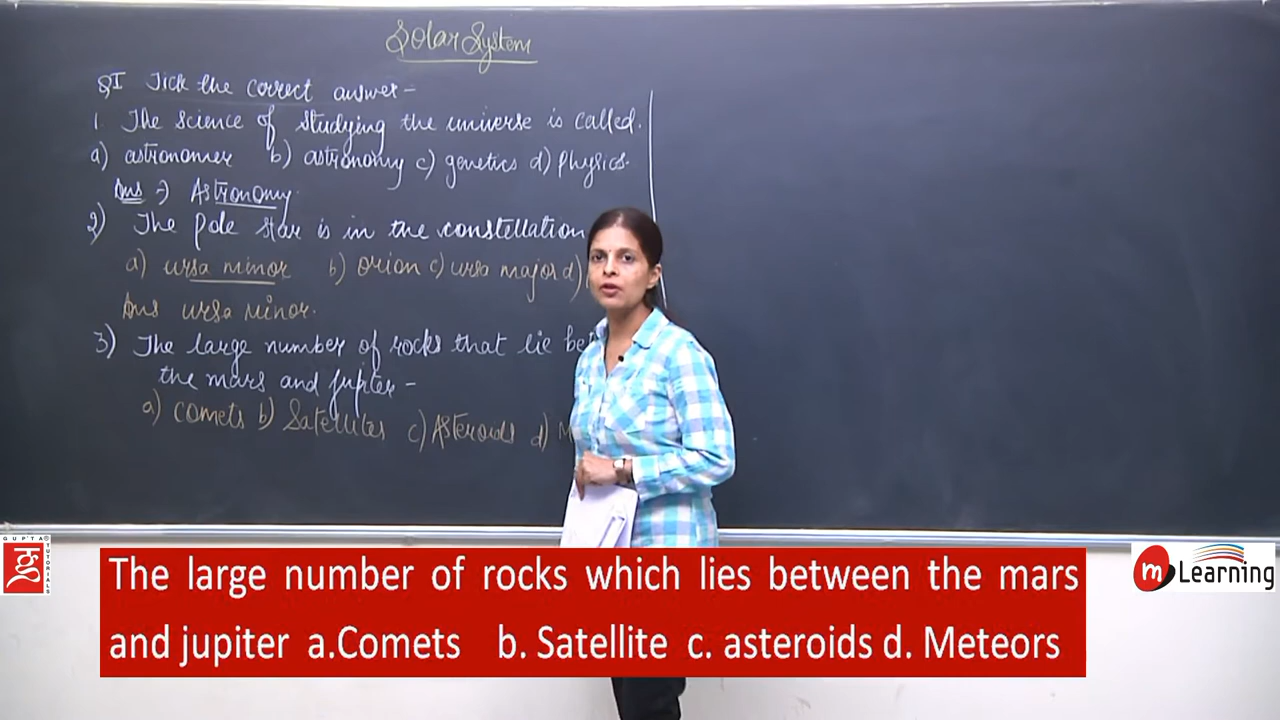 Solar System
Q I Tick the correct answer -
1 The science of studying the universe is called.
a) astronomer b) astronomy c) genetics d) physics.
Ans :) Astronomy.
2) The pole star is in the constellation
a) ursa minor b) orion c) ursa major d)
Ans ursa minor.
3) The large number of rocks that lie bet
the mars and Jupiter -
a) comets b) Satellites c) Asteroids d) M
GUPTA TUTORIALS
m Learning
The large number of rocks which lies between the mars
and jupiter a.Comets b. Satellite c. asteroids d. Meteors